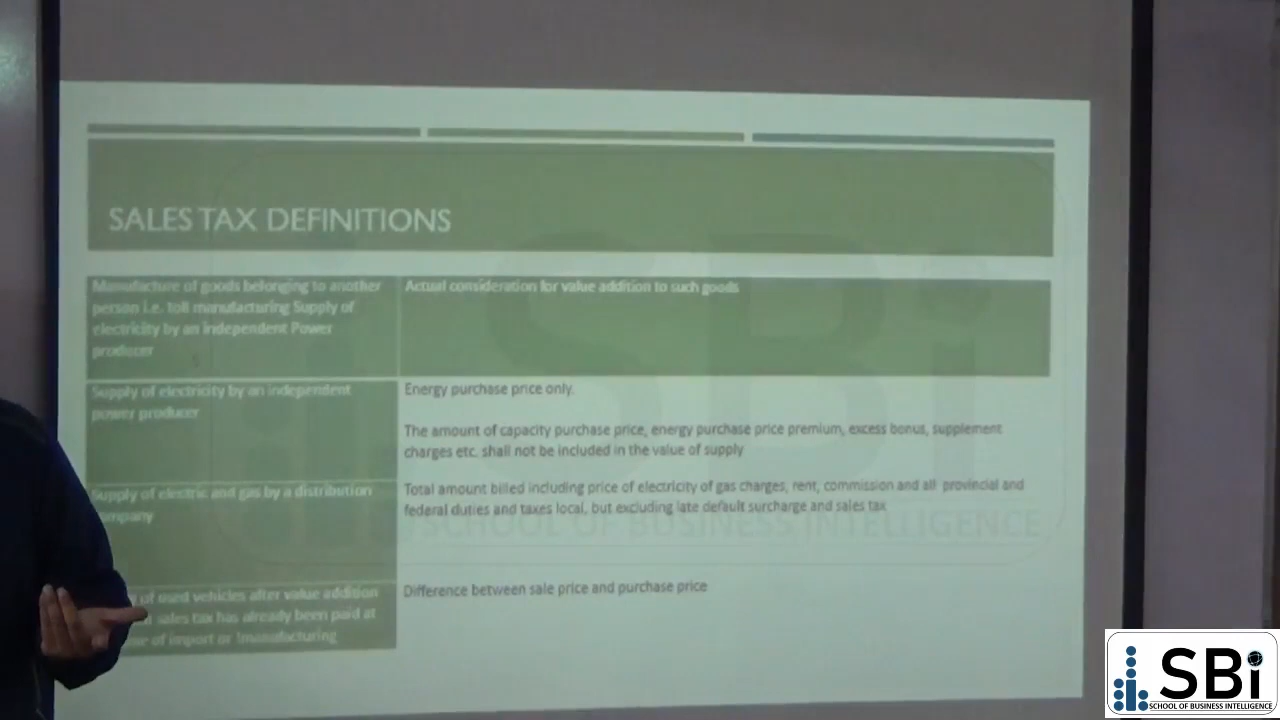 SALES TAX DEFINITIONS
Manufacture of goods belonging to another
person i.e. toll manufacturing Supply of
electricity by an independent Power
producer
Actual consideration for value addition to such goods
Supply of electricity by an independent
power producer
Energy purchase price only.
The amount of capacity purchase price, energy purchase price premium, excess bonus, supplement
charges etc. shall not be included in the value of supply
Supply of electric and gas by a distribution
company
Total amount billed including price of electricity of gas charges, rent, commission and all provincial and
federal duties and taxes local, but excluding late default surcharge and sales tax
of used vehicles after value addition
sales tax has already been paid at
of import or !manufacturing
Difference between sale price and purchase price
SBi
SCHOOL OF BUSINESS INTELLIGENCE
SBi
SCHOOL OF BUSINESS INTELLIGENCE